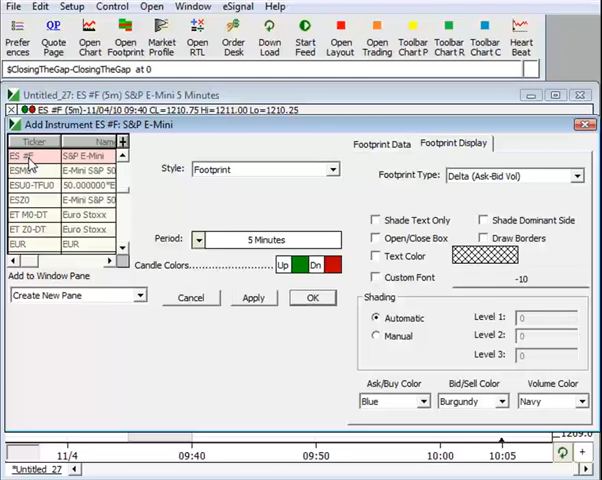 Edit Setup Control Open Window eSignal Help
Prefer ences QP Quote Page Open Chart Open Footprint Market Profile Open RTL Order Desk Down Load Start Feed Open Layout Open Trading Toolbar Chart P Toolbar Chart R Toolbar Chart C Heart Beat
$ClosingTheGap-ClosingTheGap at 0
Untitled_27: ES #F (5m) S&P E-Mini 5 Minutes
ES #F (5m)-11/04/10 09:40 CL=1210.75 Hi=1211.00 Lo=1210.25
Add Instrument ES #F: S&P E-Mini
Ticker Name +
ES #F S&P E-Mini
E-Mini S&P 50
ESU0-TFU0 50.000000*E
ESZ0 E-Mini S&P 50
ET M0-DT Euro Stoxx
ET Z0-DT Euro Stoxx
EUR EUR
Add to Window Pane
Create New Pane
Style: Footprint
Period: 5 Minutes
Candle Colors Up Dn
Cancel Apply OK
Footprint Data Footprint Display
Footprint Type: Delta (Ask-Bid Vol)
Shade Text Only Shade Dominant Side
Open/Close Box Draw Borders
Text Color
Custom Font -10
Shading
Automatic Level 1: 0
Manual Level 2: 0
Level 3: 0
Ask/Buy Color Bid/Sell Color Volume Color
Blue Burgundy Navy
1209.0
11/4 09:40 09:50 10:00 10:05
*Untitled_27